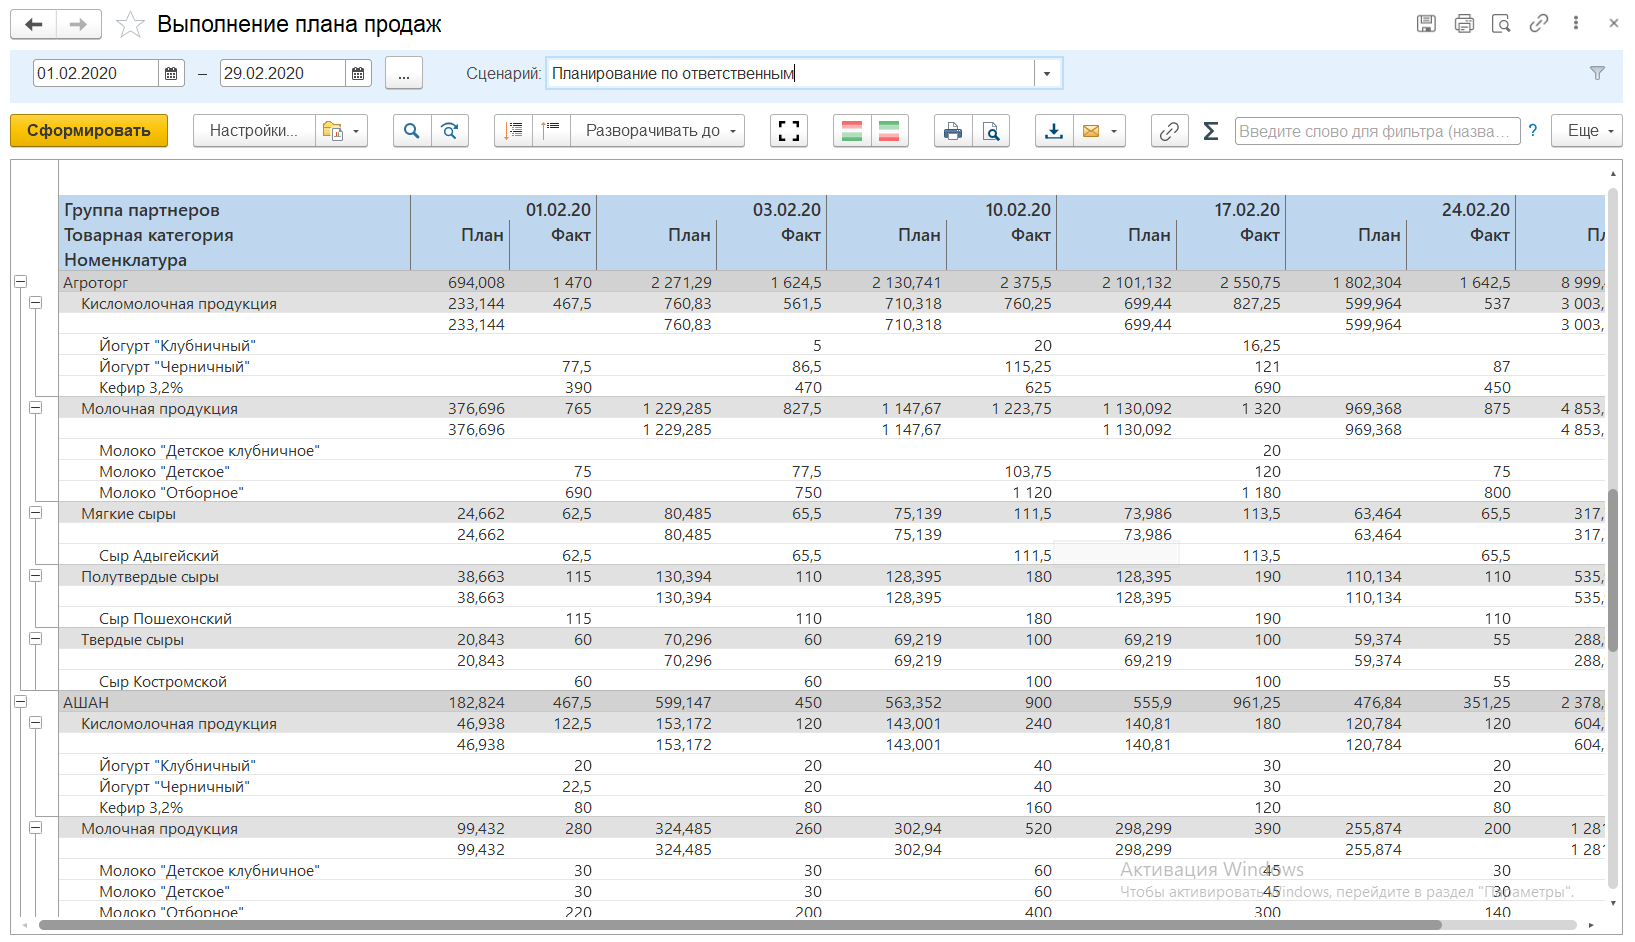 Выполнение плана продаж
01.02.2020 – 29.02.2020 ... Сценарий: Планирование по ответственным
Сформировать Настройки... Разворачивать до Σ Введите слово для фильтра (назва... ? Еще
Группа партнеров 01.02.20 03.02.20 10.02.20 17.02.20 24.02.20
Товарная категория План Факт План Факт План Факт План Факт План Факт
Номенклатура
Агроторг 694,008 1 470 2 271,29 1 624,5 2 130,741 2 375,5 2 101,132 2 550,75 1 802,304 1 642,5 8 999,
Кисломолочная продукция 233,144 467,5 760,83 561,5 710,318 760,25 699,44 827,25 599,964 537 3 003,
233,144 760,83 710,318 699,44 599,964 3 003,
Йогурт "Клубничный" 5 20 16,25
Йогурт "Черничный" 77,5 86,5 115,25 121 87
Кефир 3,2% 390 470 625 690 450
Молочная продукция 376,696 765 1 229,285 827,5 1 147,67 1 223,75 1 130,092 1 320 969,368 875 4 853,
376,696 1 229,285 1 147,67 1 130,092 969,368 4 853,
Молоко "Детское клубничное" 20
Молоко "Детское" 75 77,5 103,75 120 75
Молоко "Отборное" 690 750 1 120 1 180 800
Мягкие сыры 24,662 62,5 80,485 65,5 75,139 111,5 73,986 113,5 63,464 65,5 317,
24,662 80,485 75,139 73,986 63,464 317,
Сыр Адыгейский 62,5 65,5 111,5 113,5 65,5
Полутвердые сыры 38,663 115 130,394 110 128,395 180 128,395 190 110,134 110 535,
38,663 130,394 128,395 128,395 110,134 535,
Сыр Пошехонский 115 110 180 190 110
Твердые сыры 20,843 60 70,296 60 69,219 100 69,219 100 59,374 55 288,
20,843 70,296 69,219 69,219 59,374 288,
Сыр Костромской 60 60 100 100 55
АШАН 182,824 467,5 599,147 450 563,352 900 555,9 961,25 476,84 351,25 2 378,
Кисломолочная продукция 46,938 122,5 153,172 120 143,001 240 140,81 180 120,784 120 604,
46,938 153,172 143,001 140,81 120,784 604,
Йогурт "Клубничный" 20 20 40 30 20
Йогурт "Черничный" 22,5 20 40 30 20
Кефир 3,2% 80 80 160 120 80
Молочная продукция 99,432 280 324,485 260 302,94 520 298,299 390 255,874 200 1 281
99,432 324,485 302,94 298,299 255,874 1 281
Молоко "Детское клубничное" 30 30 60 45 30
Молоко "Детское" 30 30 60 45 30
Молоко "Отборное" 220 200 400 300 140
Активация Windows
Чтобы активировать Windows, перейдите в раздел "Параметры".